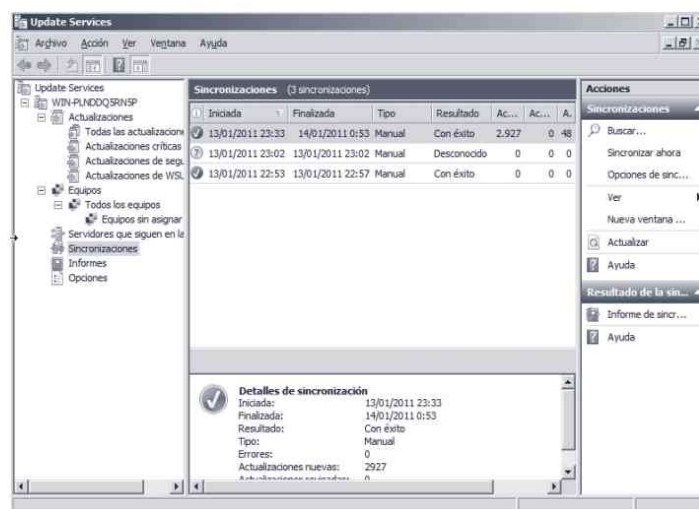 Update Services
Archivo Acción Ver Ventana Ayuda
Update Services
WIN-PLNDDQ5RN5P
Actualizaciones
Todas las actualizacione
Actualizaciones críticas
Actualizaciones de segu
Actualizaciones de WSU
Equipos
Todos los equipos
Equipos sin asignar
Servidores que siguen en la
Sincronizaciones
Informes
Opciones
Sincronizaciones (3 sincronizaciones)
Iniciada Finalizada Tipo Resultado Ac... Ac... A.
13/01/2011 23:33 14/01/2011 0:53 Manual Con éxito 2.927 0 48
13/01/2011 23:02 13/01/2011 23:02 Manual Desconocido 0 0 0
13/01/2011 22:53 13/01/2011 22:57 Manual Con éxito 0 0 0
Detalles de sincronización
Iniciada: 13/01/2011 23:33
Finalizada: 14/01/2011 0:53
Resultado: Con éxito
Tipo: Manual
Errores: 0
Actualizaciones nuevas: 2927
Actualizaciones revisadas: 0
Acciones
Sincronizaciones
Buscar...
Sincronizar ahora
Opciones de sinc...
Ver
Nueva ventana ...
Actualizar
Ayuda
Resultado de la sin...
Informe de sincr...
Ayuda